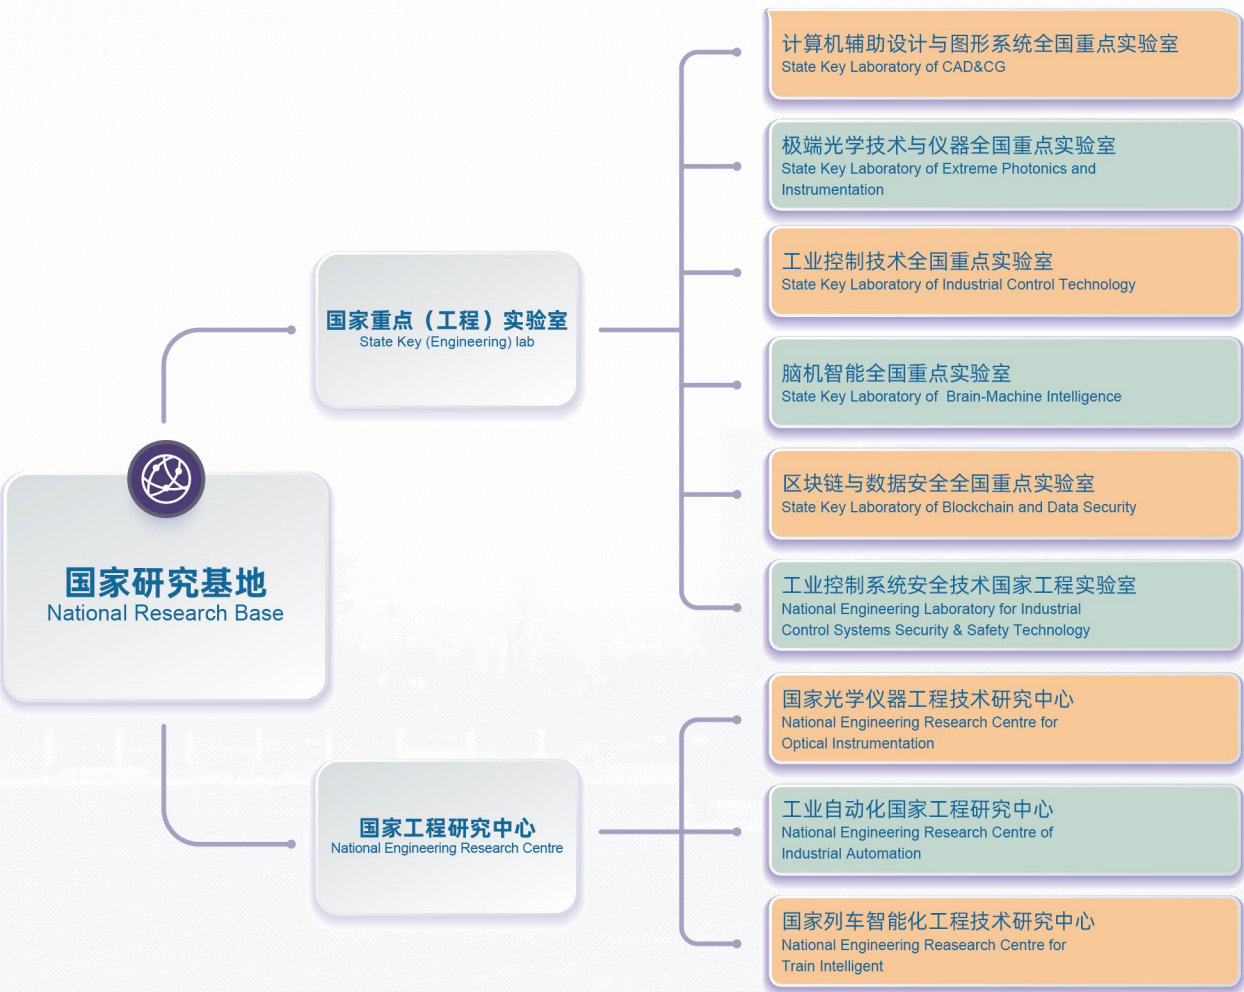 国家研究基地
National Research Base
国家重点（工程）实验室
State Key (Engineering) lab
计算机辅助设计与图形系统全国重点实验室
State Key Laboratory of CAD&CG
极端光学技术与仪器全国重点实验室
State Key Laboratory of Extreme Photonics and
Instrumentation
工业控制技术全国重点实验室
State Key Laboratory of Industrial Control Technology
脑机智能全国重点实验室
State Key Laboratory of Brain-Machine Intelligence
区块链与数据安全全国重点实验室
State Key Laboratory of Blockchain and Data Security
工业控制系统安全技术国家工程实验室
National Engineering Laboratory for Industrial
Control Systems Security & Safety Technology
国家工程研究中心
National Engineering Research Centre
国家光学仪器工程技术研究中心
National Engineering Research Centre for
Optical Instrumentation
工业自动化国家工程研究中心
National Engineering Research Centre of
Industrial Automation
国家列车智能化工程技术研究中心
National Engineering Reasearch Centre for
Train Intelligent